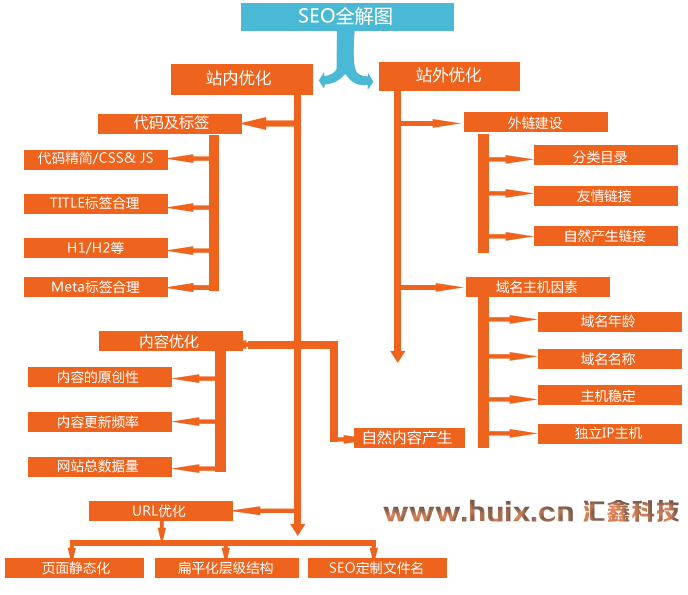 SEO全解图
站内优化
站外优化
代码及标签
代码精简/CSS& JS
TITLE标签合理
H1/H2等
Meta标签合理
外链建设
分类目录
友情链接
自然产生链接
域名主机因素
域名年龄
域名名称
主机稳定
独立IP主机
内容优化
内容的原创性
内容更新频率
网站总数据量
自然内容产生
URL优化
页面静态化
扁平化层级结构
SEO定制文件名
www.huix.cn 汇鑫科技